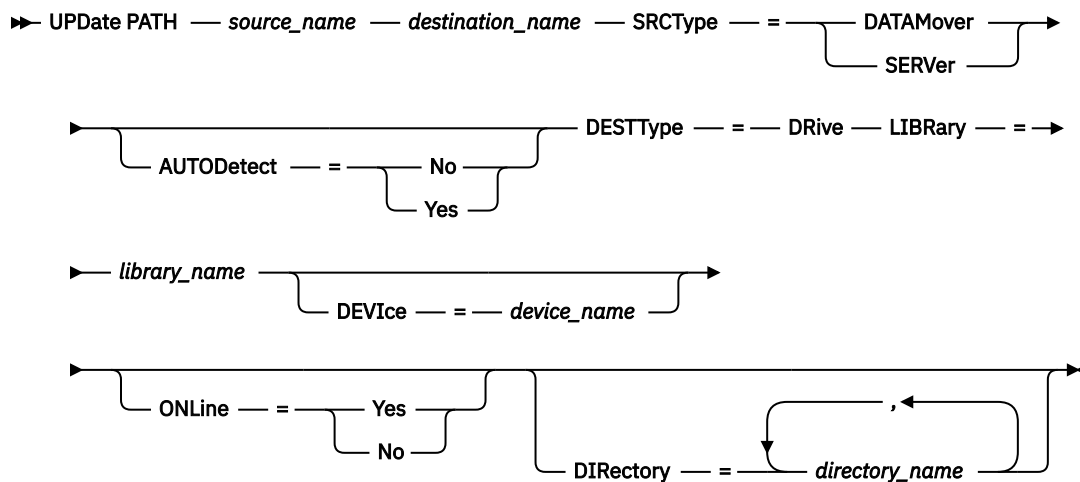 UPDate PATH source_name destination_name SRCType = DATAMover
SERVer
DESTType = DRive LIBRary =
AUTODetect = No
Yes
library_name
DEVIce = device_name
ONLine = Yes
No
,
DIRectory = directory_name